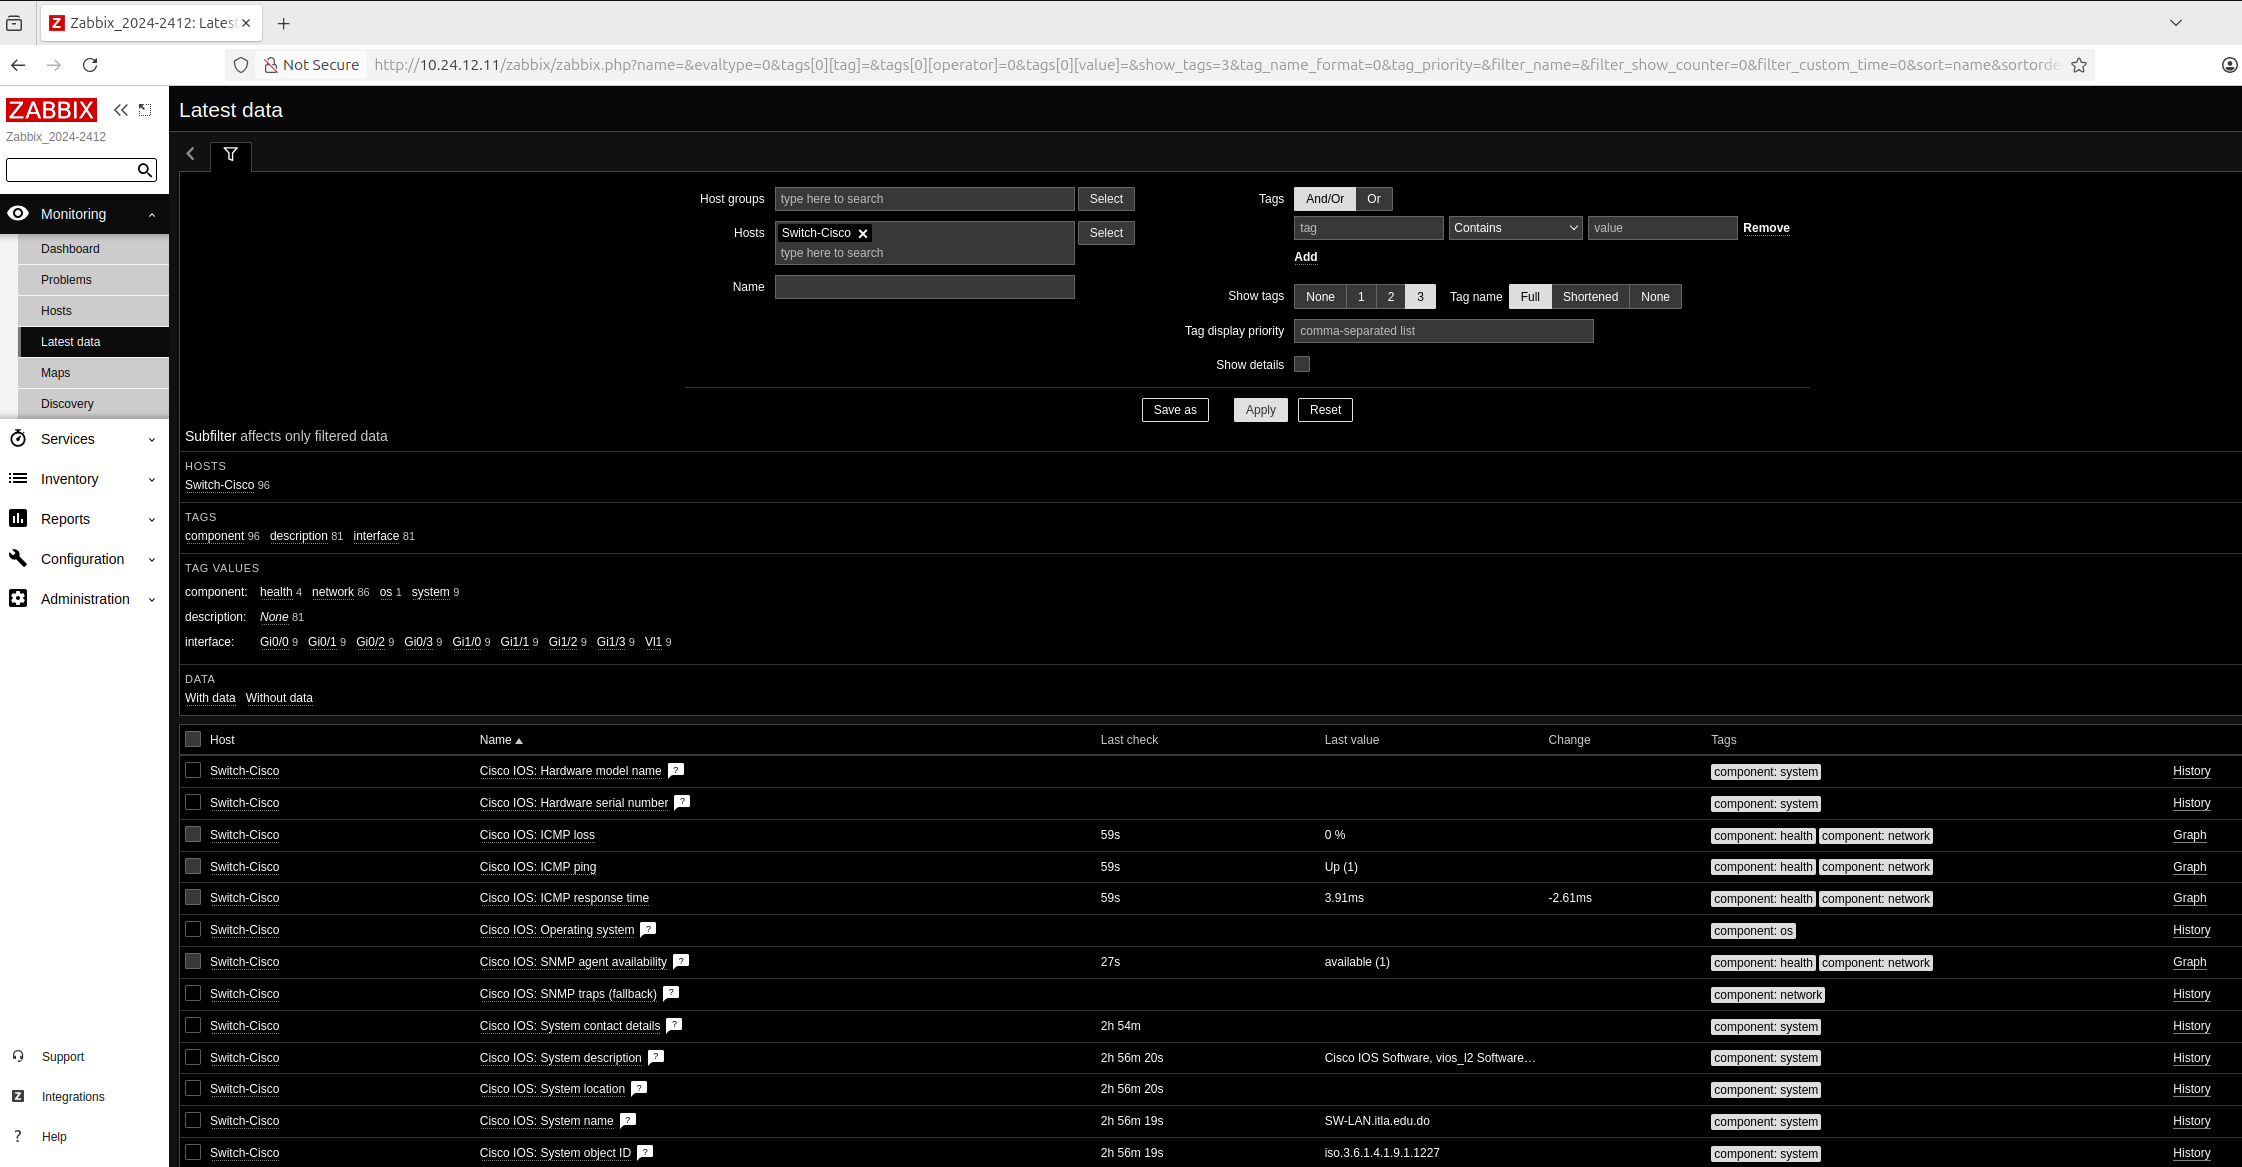 Zabbix_2024-2412: Latest
Not Secure http://10.24.12.11/zabbix/zabbix.php?name=&evaltype=0&tags[0][tag]=&tags[0][operator]=0&tags[0][value]=&show_tags=3&tag_name_format=0&tag_priority=&filter_name=&filter_show_counter=0&filter_custom_time=0&sort=name&sortorde
ZABBIX
Zabbix_2024-2412
Monitoring
Dashboard
Problems
Hosts
Latest data
Maps
Discovery
Services
Inventory
Reports
Configuration
Administration
Support
Integrations
Help
Latest data
Host groups type here to search Select
Hosts Switch-Cisco Select
type here to search
Name
Tags And/Or Or
tag Contains value Remove
Add
Show tags None 1 2 3 Tag name Full Shortened None
Tag display priority comma-separated list
Show details
Save as Apply Reset
Subfilter affects only filtered data
HOSTS
Switch-Cisco 96
TAGS
component 96 description 81 interface 81
TAG VALUES
component: health 4 network 86 os 1 system 9
description: None 81
interface: Gi0/0 9 Gi0/1 9 Gi0/2 9 Gi0/3 9 Gi1/0 9 Gi1/1 9 Gi1/2 9 Gi1/3 9 Vl1 9
DATA
With data Without data
Host Name Last check Last value Change Tags
Switch-Cisco Cisco IOS: Hardware model name ? component: system History
Switch-Cisco Cisco IOS: Hardware serial number ? component: system History
Switch-Cisco Cisco IOS: ICMP loss 59s 0 % component: health component: network Graph
Switch-Cisco Cisco IOS: ICMP ping 59s Up (1) component: health component: network Graph
Switch-Cisco Cisco IOS: ICMP response time 59s 3.91ms -2.61ms component: health component: network Graph
Switch-Cisco Cisco IOS: Operating system ? component: os History
Switch-Cisco Cisco IOS: SNMP agent availability ? 27s available (1) component: health component: network Graph
Switch-Cisco Cisco IOS: SNMP traps (fallback) ? component: network History
Switch-Cisco Cisco IOS: System contact details ? 2h 54m component: system History
Switch-Cisco Cisco IOS: System description ? 2h 56m 20s Cisco IOS Software, vios_l2 Software… component: system History
Switch-Cisco Cisco IOS: System location ? 2h 56m 20s component: system History
Switch-Cisco Cisco IOS: System name ? 2h 56m 19s SW-LAN.itla.edu.do component: system History
Switch-Cisco Cisco IOS: System object ID ? 2h 56m 19s iso.3.6.1.4.1.9.1.1227 component: system History